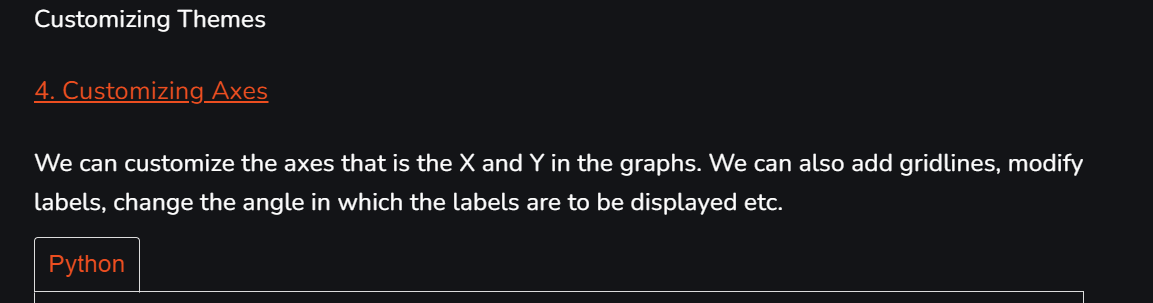 Customizing Themes
4. Customizing Axes
We can customize the axes that is the X and Y in the graphs. We can also add gridlines, modify
labels, change the angle in which the labels are to be displayed etc.
Python